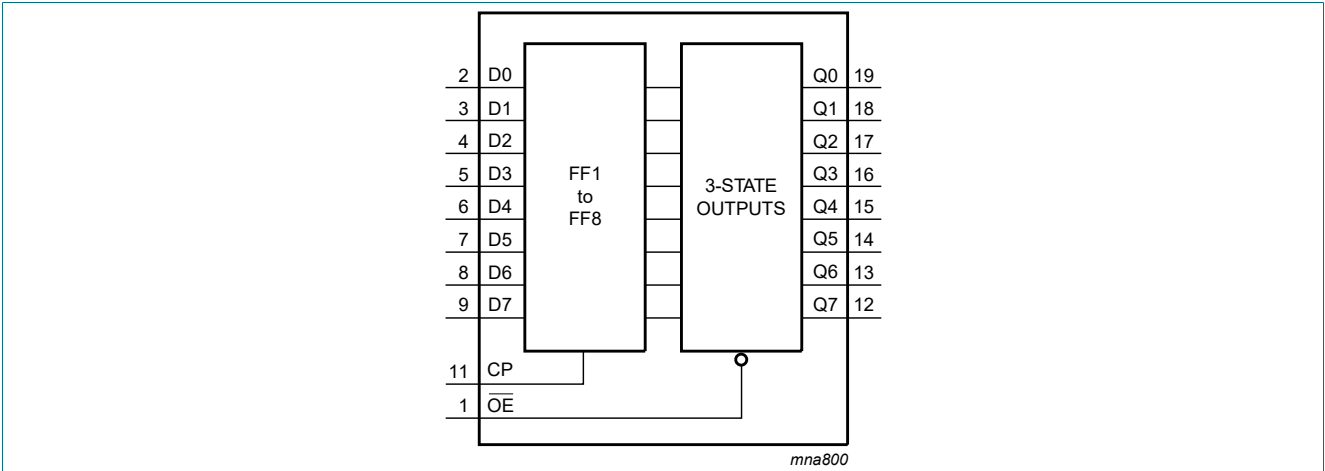 2 D0 Q0 19
3 D1 Q1 18
4 D2 Q2 17
5 D3 Q3 16
6 D4 Q4 15
7 D5 Q5 14
8 D6 Q6 13
9 D7 Q7 12
FF1
to
FF8
3-STATE
OUTPUTS
11 CP
1 O̅E̅
mna800